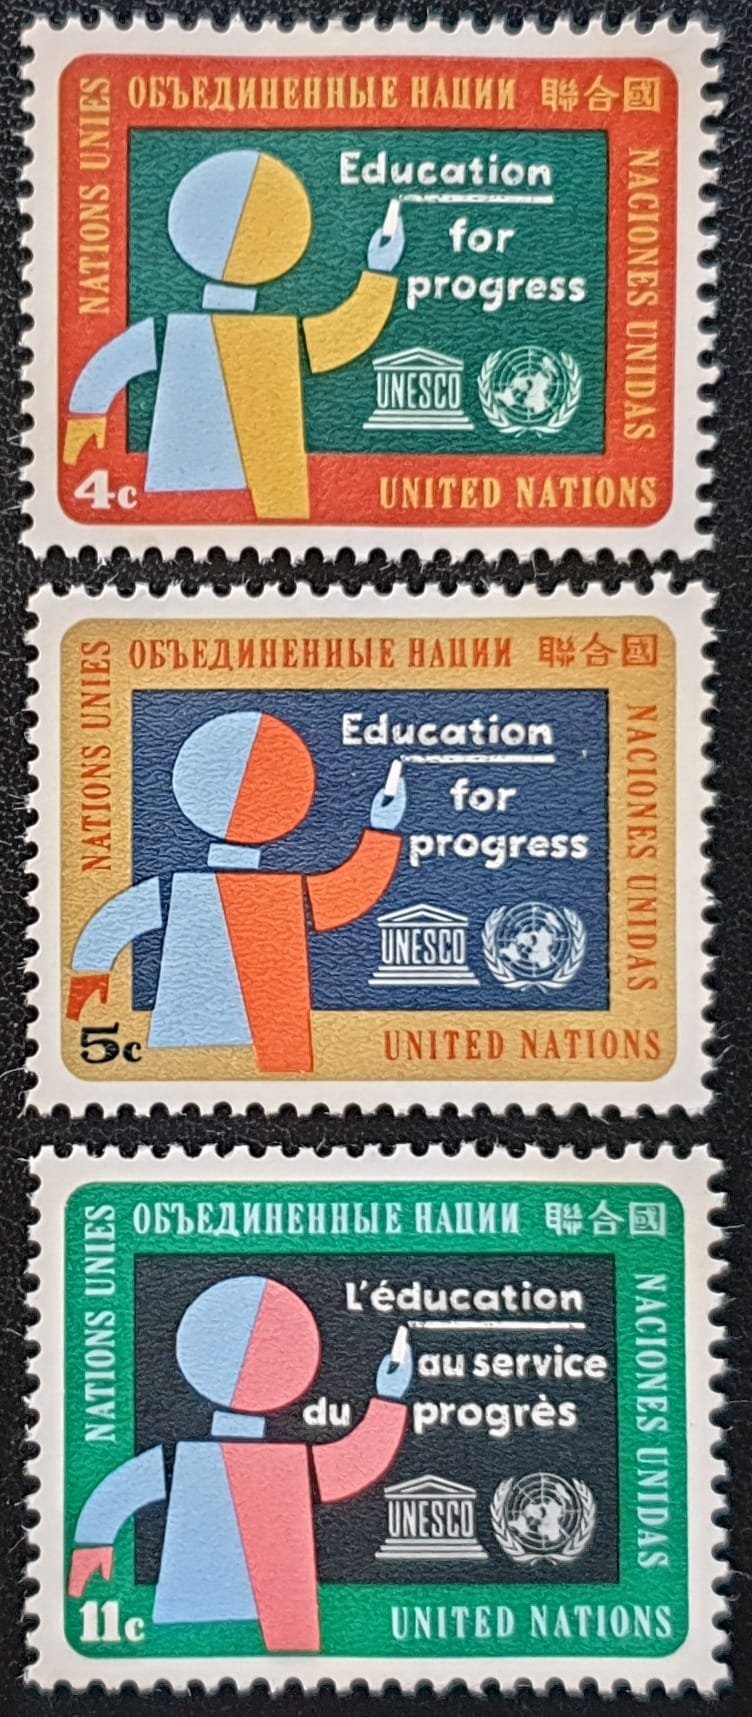 ОБЪЕДИНЕННЫЕ НАЦИИ 聯合國
NATIONS UNIES
Education
for
progress
NACIONES UNIDAS
UNESCO
4c
UNITED NATIONS
ОБЪЕДИНЕННЫЕ НАЦИИ 聯合國
NATIONS UNIES
Education
for
progress
NACIONES UNIDAS
UNESCO
5c
UNITED NATIONS
ОБЪЕДИНЕННЫЕ НАЦИИ 聯合國
NATIONS UNIES
L'éducation
au service
du progrès
NACIONES UNIDAS
UNESCO
11c
UNITED NATIONS